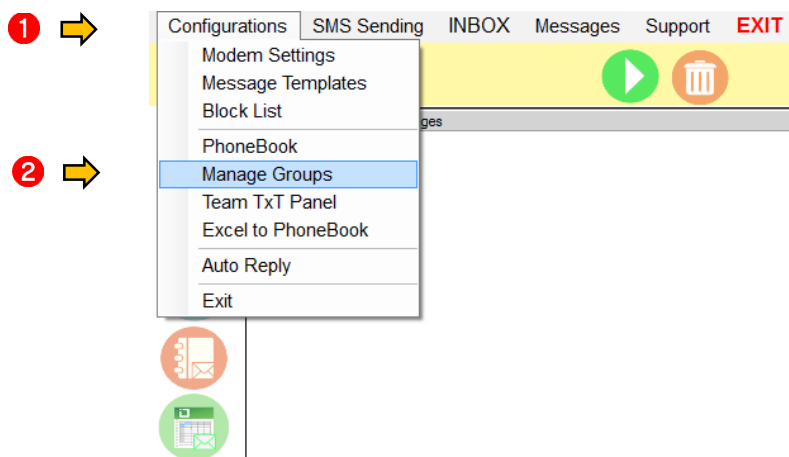 1 Configurations SMS Sending INBOX Messages Support EXIT
Modem Settings
Message Templates
Block List
ges
PhoneBook
2 Manage Groups
Team TxT Panel
Excel to PhoneBook
Auto Reply
Exit